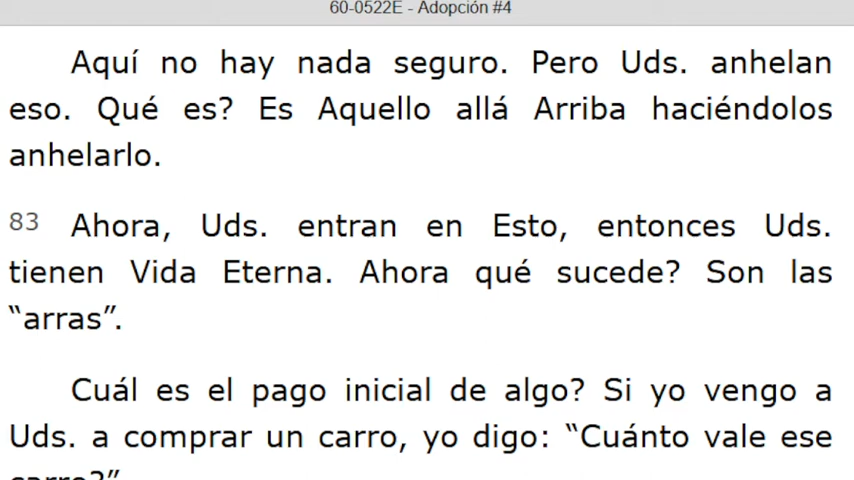 60-0522E - Adopción #4
Aquí no hay nada seguro. Pero Uds. anhelan
eso. Qué es? Es Aquello allá Arriba haciéndolos
anhelarlo.
83 Ahora, Uds. entran en Esto, entonces Uds.
tienen Vida Eterna. Ahora qué sucede? Son las
“arras”.
Cuál es el pago inicial de algo? Si yo vengo a
Uds. a comprar un carro, yo digo: “Cuánto vale ese
carro?”